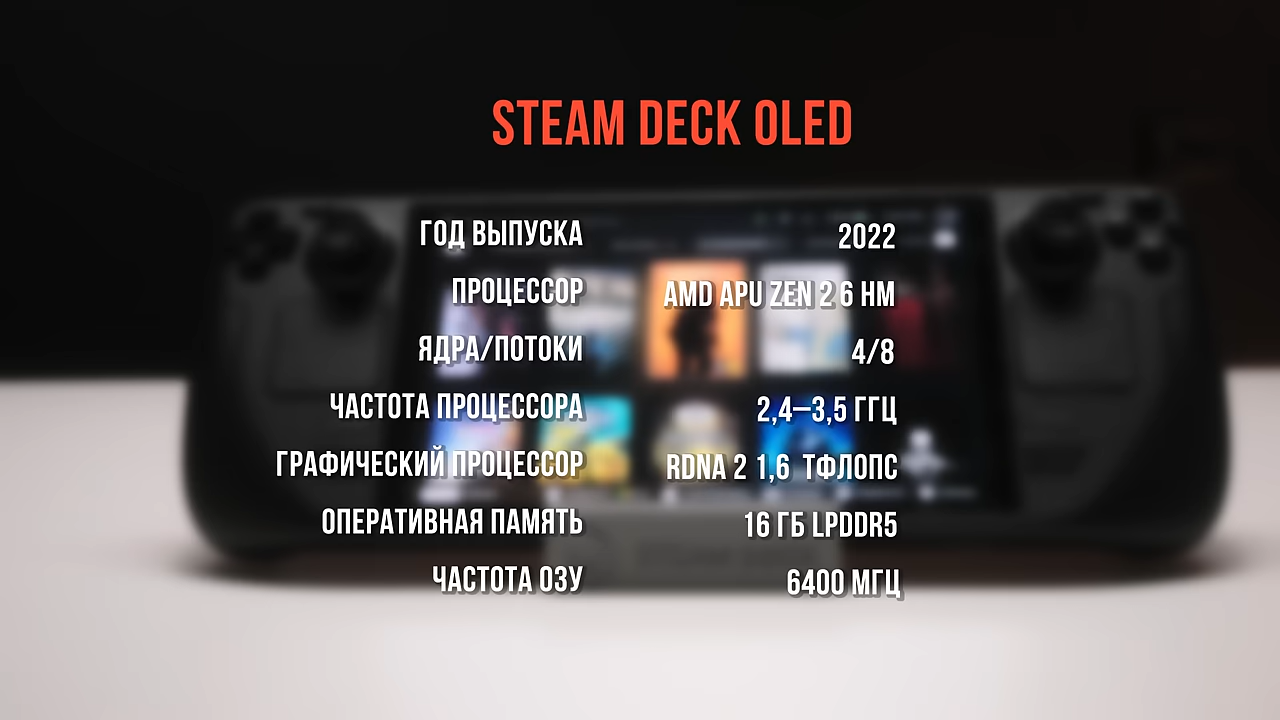 STEAM DECK OLED
ГОД ВЫПУСКА 2022
ПРОЦЕССОР AMD APU ZEN 2 6 НМ
ЯДРА/ПОТОКИ 4/8
ЧАСТОТА ПРОЦЕССОРА 2,4–3,5 ГГЦ
ГРАФИЧЕСКИЙ ПРОЦЕССОР RDNA 2 1,6 ТФЛОПС
ОПЕРАТИВНАЯ ПАМЯТЬ 16 ГБ LPDDR5
ЧАСТОТА ОЗУ 6400 МГЦ